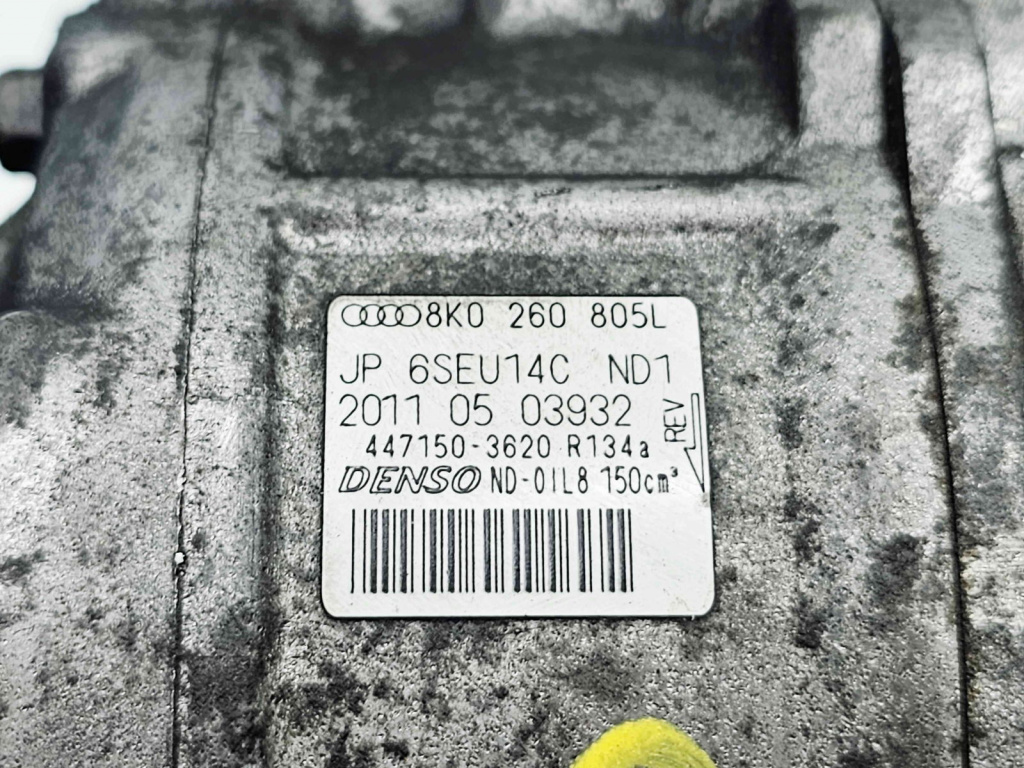 8K0 260 805L
JP 6SEU14C ND1
2011 05 03932
447150-3620 R134a
DENSO ND-OIL8 150cm³
REV